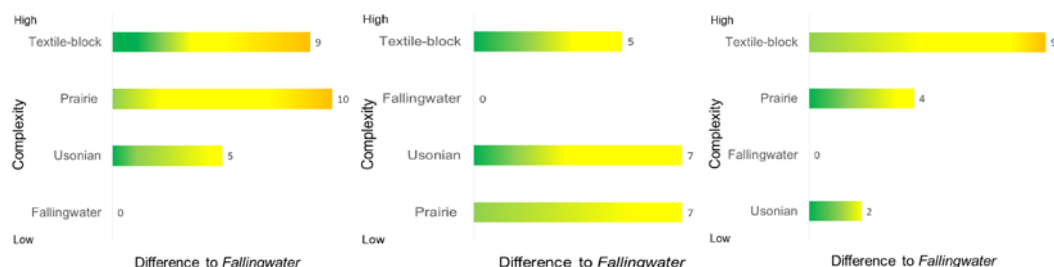 High
Textile-block 9
Prairie 10
Complexity
Usonian 5
Fallingwater 0
Low
Difference to Fallingwater
High
Textile-block 5
Fallingwater 0
Complexity
Usonian 7
Prairie 7
Low
Difference to Fallingwater
High
Textile-block 9
Prairie 4
Complexity
Fallingwater 0
Usonian 2
Low
Difference to Fallingwater